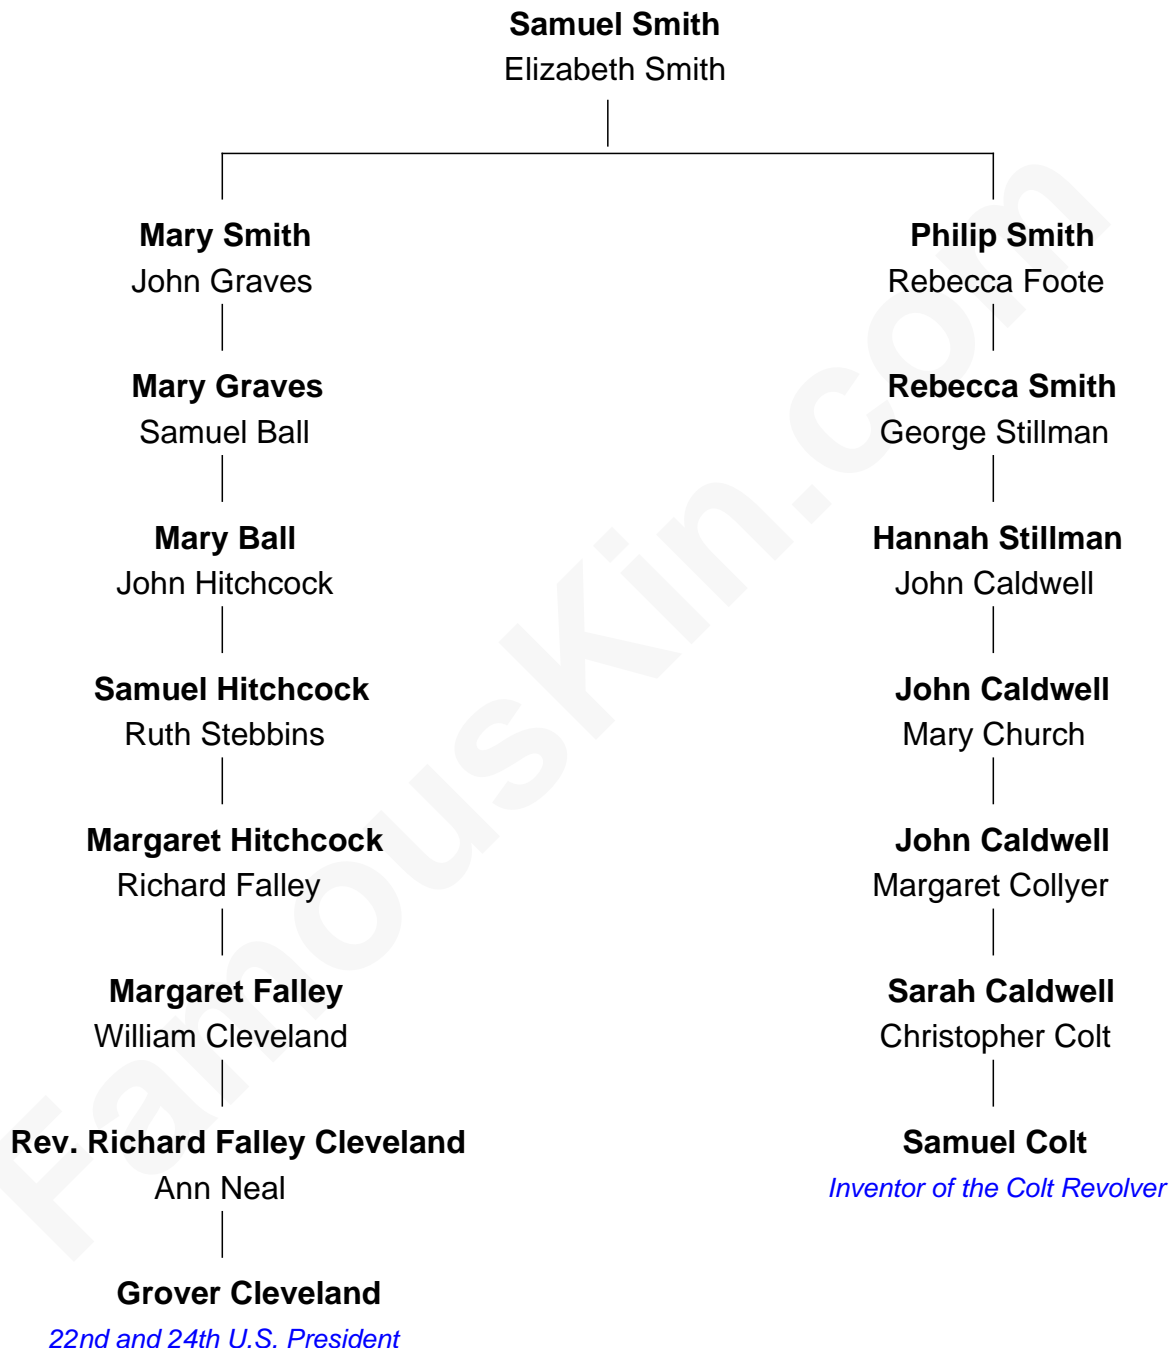 Samuel Smith
Elizabeth Smith
Mary Smith
John Graves
Philip Smith
Rebecca Foote
Mary Graves
Samuel Ball
Rebecca Smith
George Stillman
Mary Ball
John Hitchcock
Hannah Stillman
John Caldwell
Samuel Hitchcock
Ruth Stebbins
John Caldwell
Mary Church
Margaret Hitchcock
Richard Falley
John Caldwell
Margaret Collyer
Margaret Falley
William Cleveland
Sarah Caldwell
Christopher Colt
Rev. Richard Falley Cleveland
Ann Neal
Samuel Colt
Inventor of the Colt Revolver
Grover Cleveland
22nd and 24th U.S. President
FamousKin.com